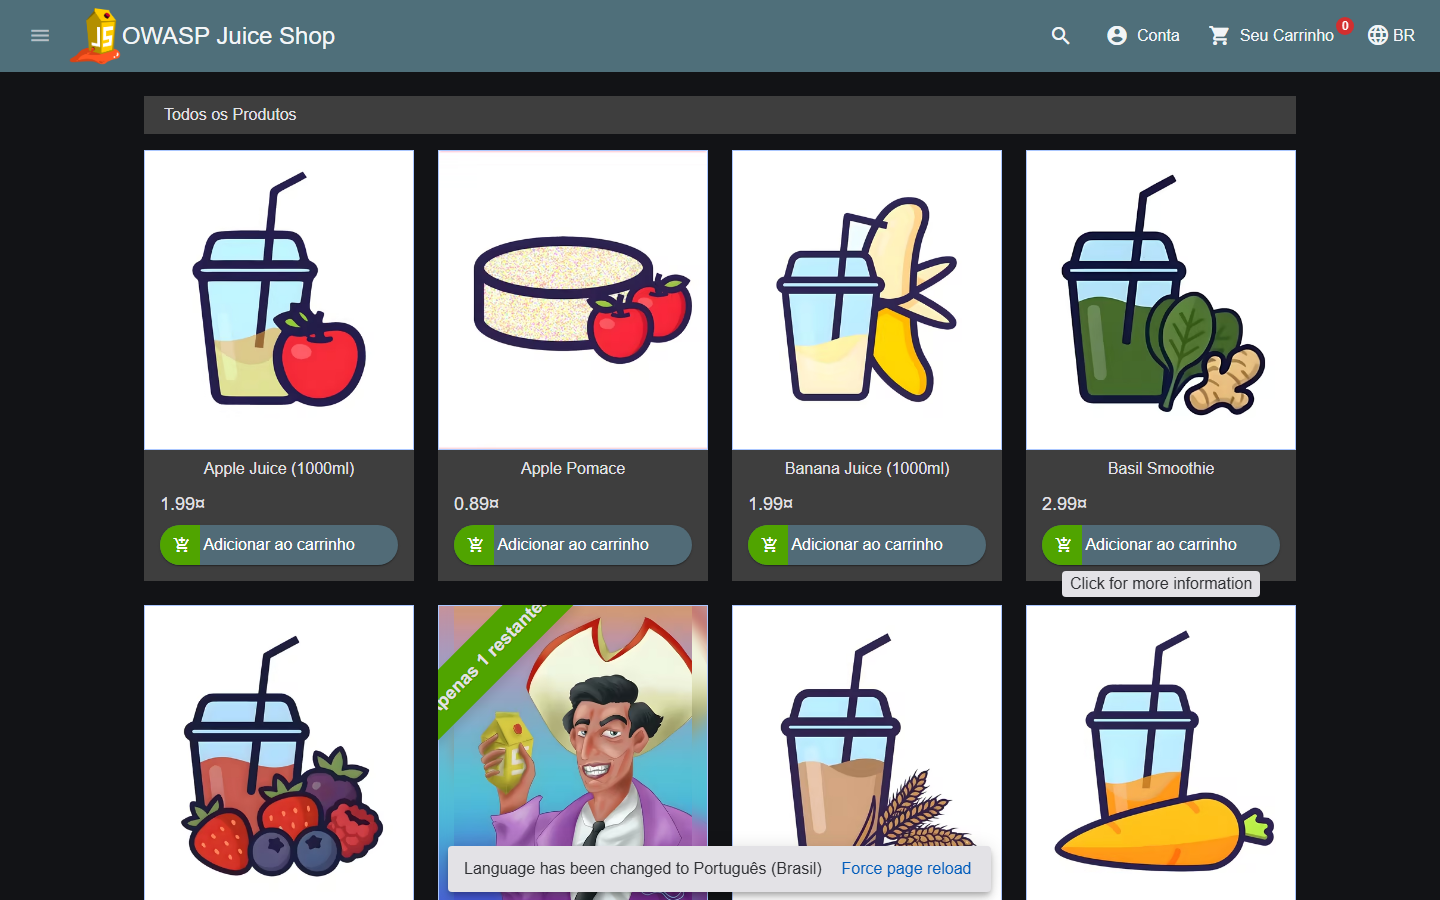 OWASP Juice Shop
Conta
Seu Carrinho
0
BR
Todos os Produtos
Apple Juice (1000ml)
1.99¤
Adicionar ao carrinho
Apple Pomace
0.89¤
Adicionar ao carrinho
Banana Juice (1000ml)
1.99¤
Adicionar ao carrinho
Basil Smoothie
2.99¤
Adicionar ao carrinho
Click for more information
penas 1 restante
Language has been changed to Português (Brasil) Force page reload